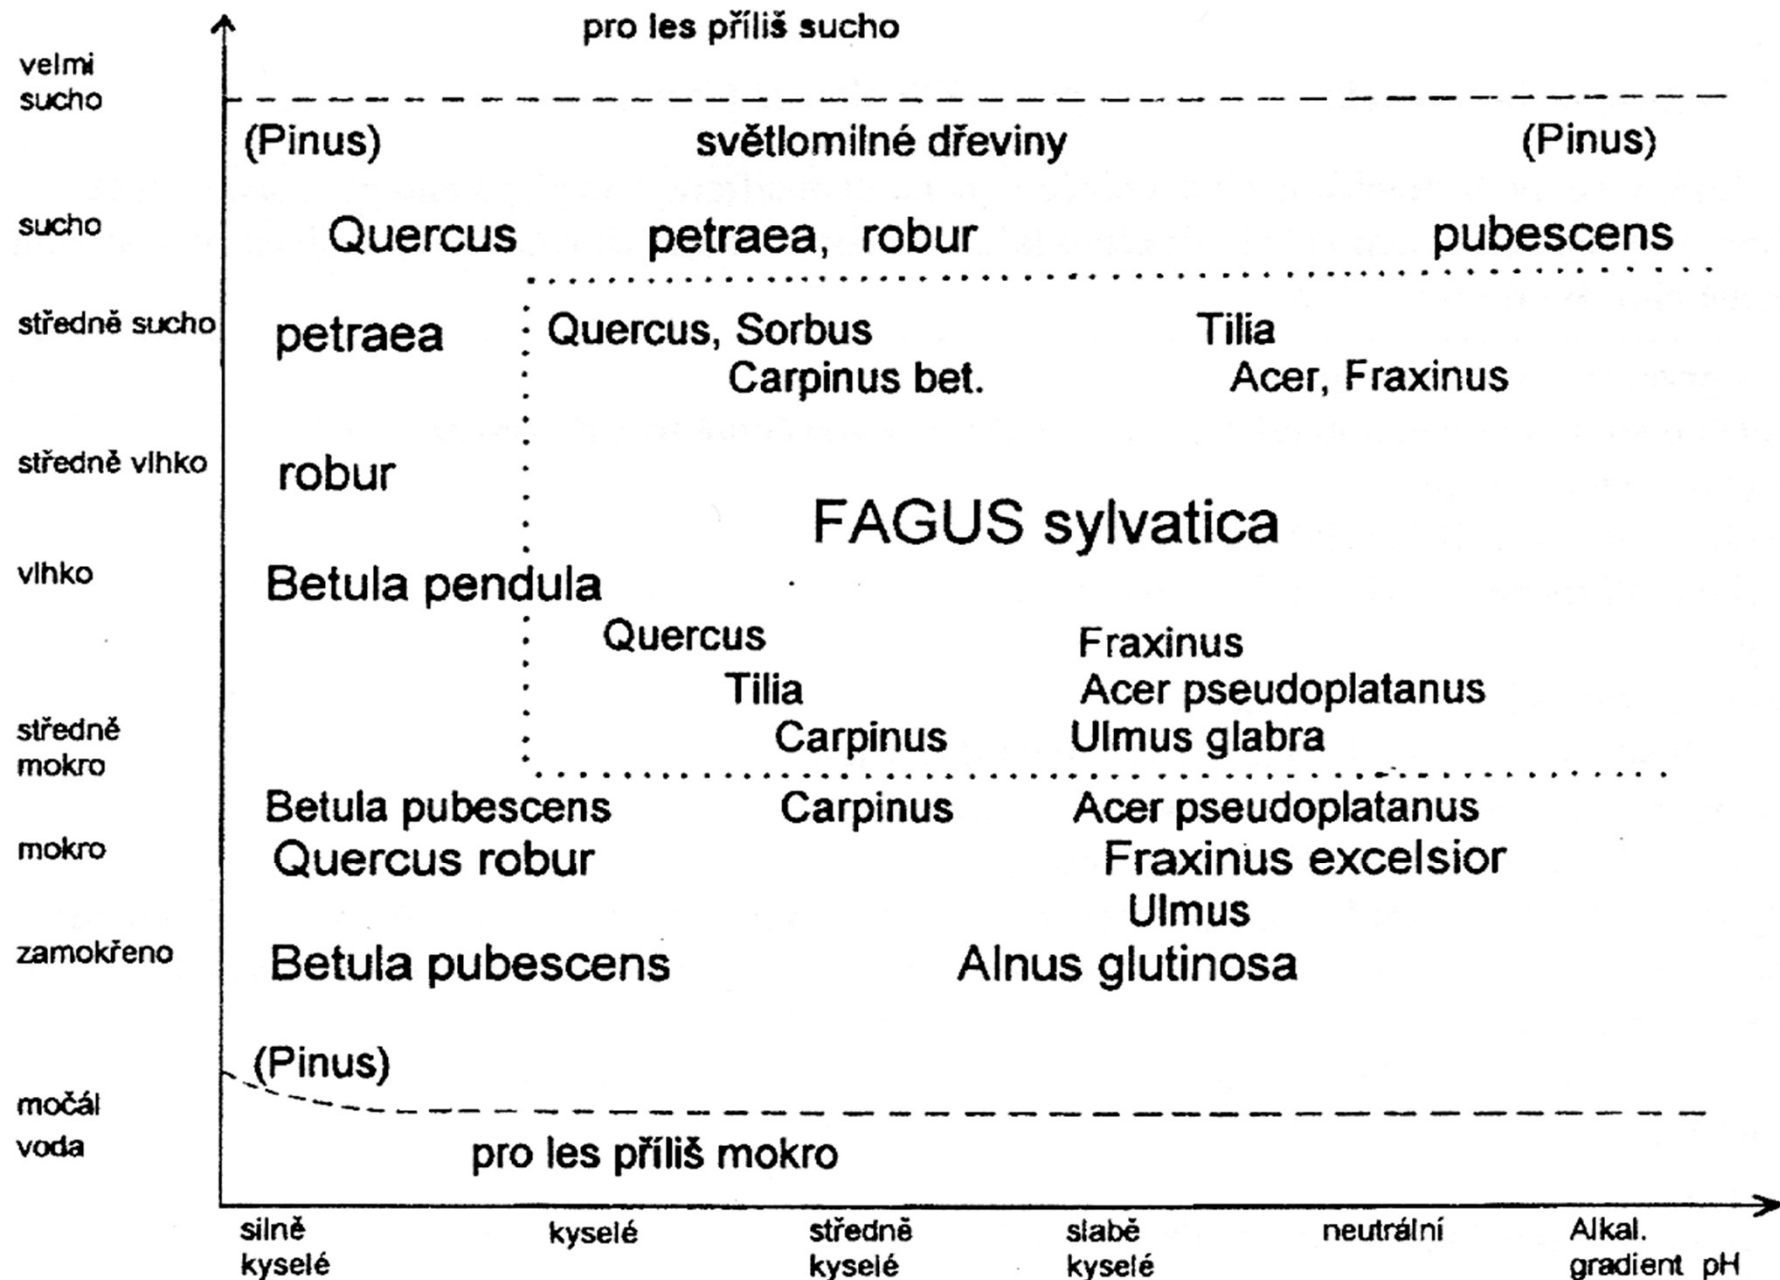 pro les příliš sucho
velmi
sucho
(Pinus) světlomilné dřeviny (Pinus)
sucho Quercus petraea, robur pubescens
středně sucho petraea Quercus, Sorbus Tilia
Carpinus bet. Acer, Fraxinus
středně vlhko robur
FAGUS sylvatica
vlhko Betula pendula
Quercus Fraxinus
Tilia Acer pseudoplatanus
středně Carpinus Ulmus glabra
mokro
Betula pubescens Carpinus Acer pseudoplatanus
mokro Quercus robur Fraxinus excelsior
Ulmus
zamokřeno Betula pubescens Alnus glutinosa
(Pinus)
močál
voda pro les příliš mokro
silně kyselé středně slabě neutrální Alkal.
kyselé kyselé kyselé gradient pH